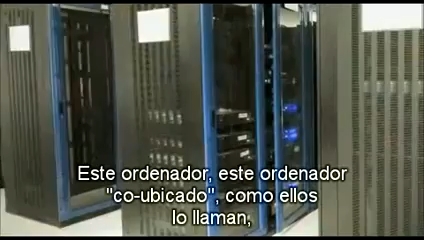 Este ordenador, este ordenador
"co-ubicado", como ellos
lo llaman,